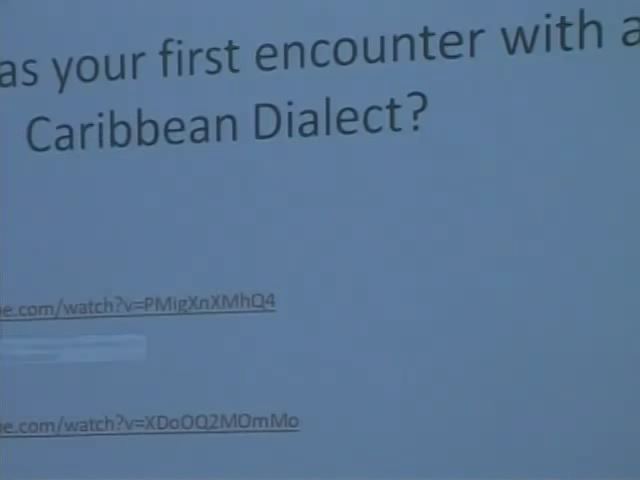 as your first encounter with a
Caribbean Dialect?
e.com/watch?v=PMigXnXMhQ4
e.com/watch?v=XDoOQ2MOmMo